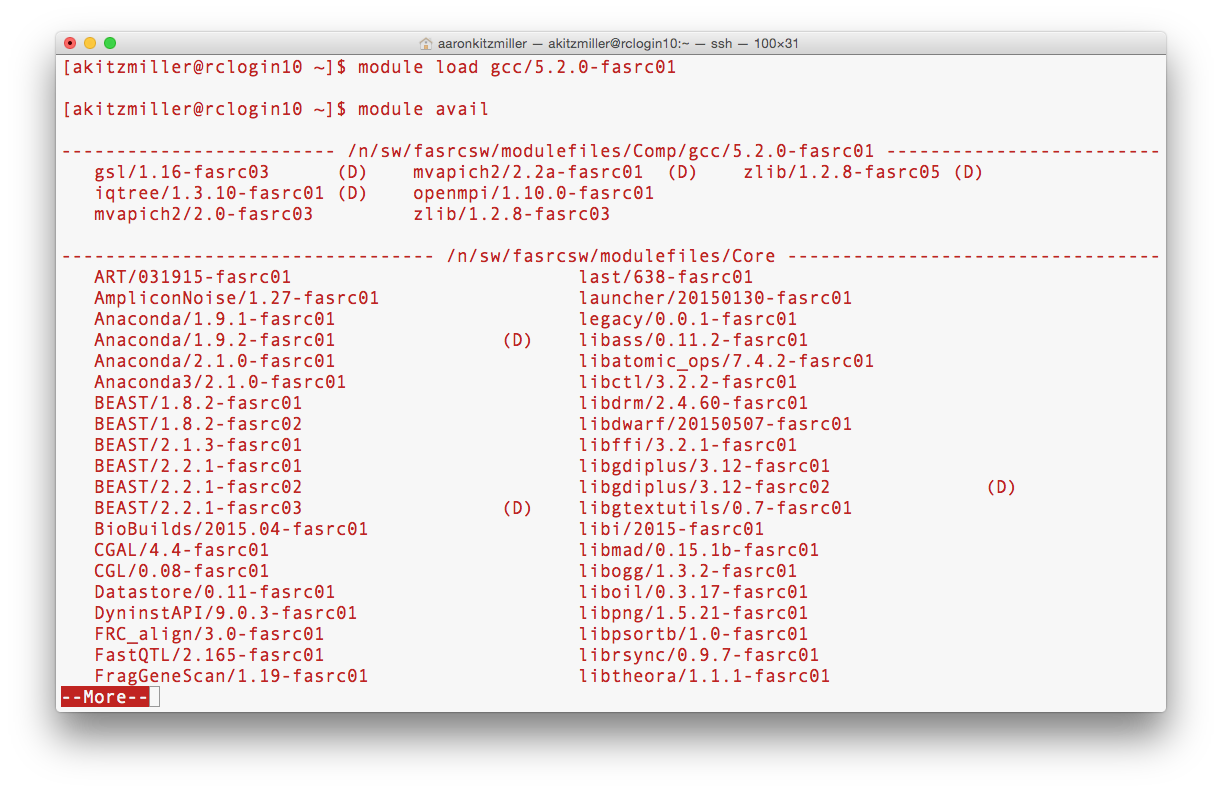 aaronkitzmiller — akitzmiller@rclogin10:~ — ssh — 100×31
[akitzmiller@rclogin10 ~]$ module load gcc/5.2.0-fasrc01
[akitzmiller@rclogin10 ~]$ module avail
------------------------- /n/sw/fasrcsw/modulefiles/Comp/gcc/5.2.0-fasrc01 -------------------------
gsl/1.16-fasrc03 (D) mvapich2/2.2a-fasrc01 (D) zlib/1.2.8-fasrc05 (D)
iqtree/1.3.10-fasrc01 (D) openmpi/1.10.0-fasrc01
mvapich2/2.0-fasrc03 zlib/1.2.8-fasrc03
---------------------------------- /n/sw/fasrcsw/modulefiles/Core ----------------------------------
ART/031915-fasrc01 last/638-fasrc01
AmpliconNoise/1.27-fasrc01 launcher/20150130-fasrc01
Anaconda/1.9.1-fasrc01 legacy/0.0.1-fasrc01
Anaconda/1.9.2-fasrc01 (D) libass/0.11.2-fasrc01
Anaconda/2.1.0-fasrc01 libatomic_ops/7.4.2-fasrc01
Anaconda3/2.1.0-fasrc01 libctl/3.2.2-fasrc01
BEAST/1.8.2-fasrc01 libdrm/2.4.60-fasrc01
BEAST/1.8.2-fasrc02 libdwarf/20150507-fasrc01
BEAST/2.1.3-fasrc01 libffi/3.2.1-fasrc01
BEAST/2.2.1-fasrc01 libgdiplus/3.12-fasrc01
BEAST/2.2.1-fasrc02 libgdiplus/3.12-fasrc02 (D)
BEAST/2.2.1-fasrc03 (D) libgtextutils/0.7-fasrc01
BioBuilds/2015.04-fasrc01 libi/2015-fasrc01
CGAL/4.4-fasrc01 libmad/0.15.1b-fasrc01
CGL/0.08-fasrc01 libogg/1.3.2-fasrc01
Datastore/0.11-fasrc01 liboil/0.3.17-fasrc01
DyninstAPI/9.0.3-fasrc01 libpng/1.5.21-fasrc01
FRC_align/3.0-fasrc01 libpsortb/1.0-fasrc01
FastQTL/2.165-fasrc01 librsync/0.9.7-fasrc01
FragGeneScan/1.19-fasrc01 libtheora/1.1.1-fasrc01
--More--